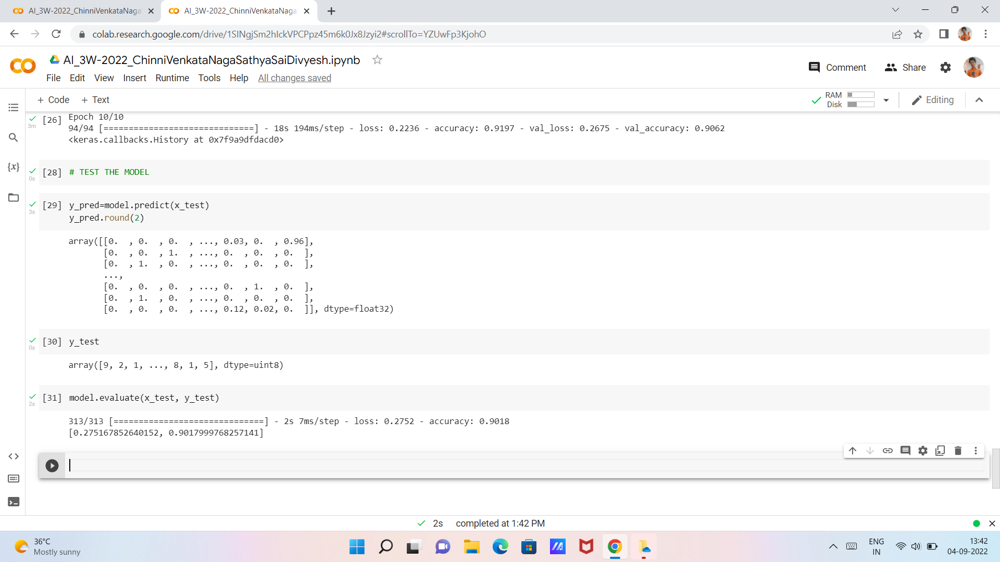 AI_3W-2022_ChinniVenkataNaga
AI_3W-2022_ChinniVenkataNaga
colab.research.google.com/drive/1SINgjSm2hIckVPCPpz45m6k0Jx8Jzyi2#scrollTo=YZUwFp3KjohO
AI_3W-2022_ChinniVenkataNagaSathyaSaiDivyesh.ipynb
Comment
Share
File Edit View Insert Runtime Tools Help All changes saved
+ Code + Text
RAM
Disk
Editing
[26] Epoch 10/10
3m
94/94 [==============================] - 18s 194ms/step - loss: 0.2236 - accuracy: 0.9197 - val_loss: 0.2675 - val_accuracy: 0.9062
<keras.callbacks.History at 0x7f9a9dfdacd0>
{x}
[28] # TEST THE MODEL
0s
[29] y_pred=model.predict(x_test)
3s
y_pred.round(2)
array([[0.  , 0.  , 0.  , ..., 0.03, 0.  , 0.96],
[0.  , 0.  , 1.  , ..., 0.  , 0.  , 0.  ],
[0.  , 1.  , 0.  , ..., 0.  , 0.  , 0.  ],
...,
[0.  , 0.  , 0.  , ..., 0.  , 1.  , 0.  ],
[0.  , 1.  , 0.  , ..., 0.  , 0.  , 0.  ],
[0.  , 0.  , 0.  , ..., 0.12, 0.02, 0.  ]], dtype=float32)
[30] y_test
0s
array([9, 2, 1, ..., 8, 1, 5], dtype=uint8)
[31] model.evaluate(x_test, y_test)
2s
313/313 [==============================] - 2s 7ms/step - loss: 0.2752 - accuracy: 0.9018
[0.275167852640152, 0.9017999768257141]
2s completed at 1:42 PM
36°C
Mostly sunny
ENG
IN
13:42
04-09-2022